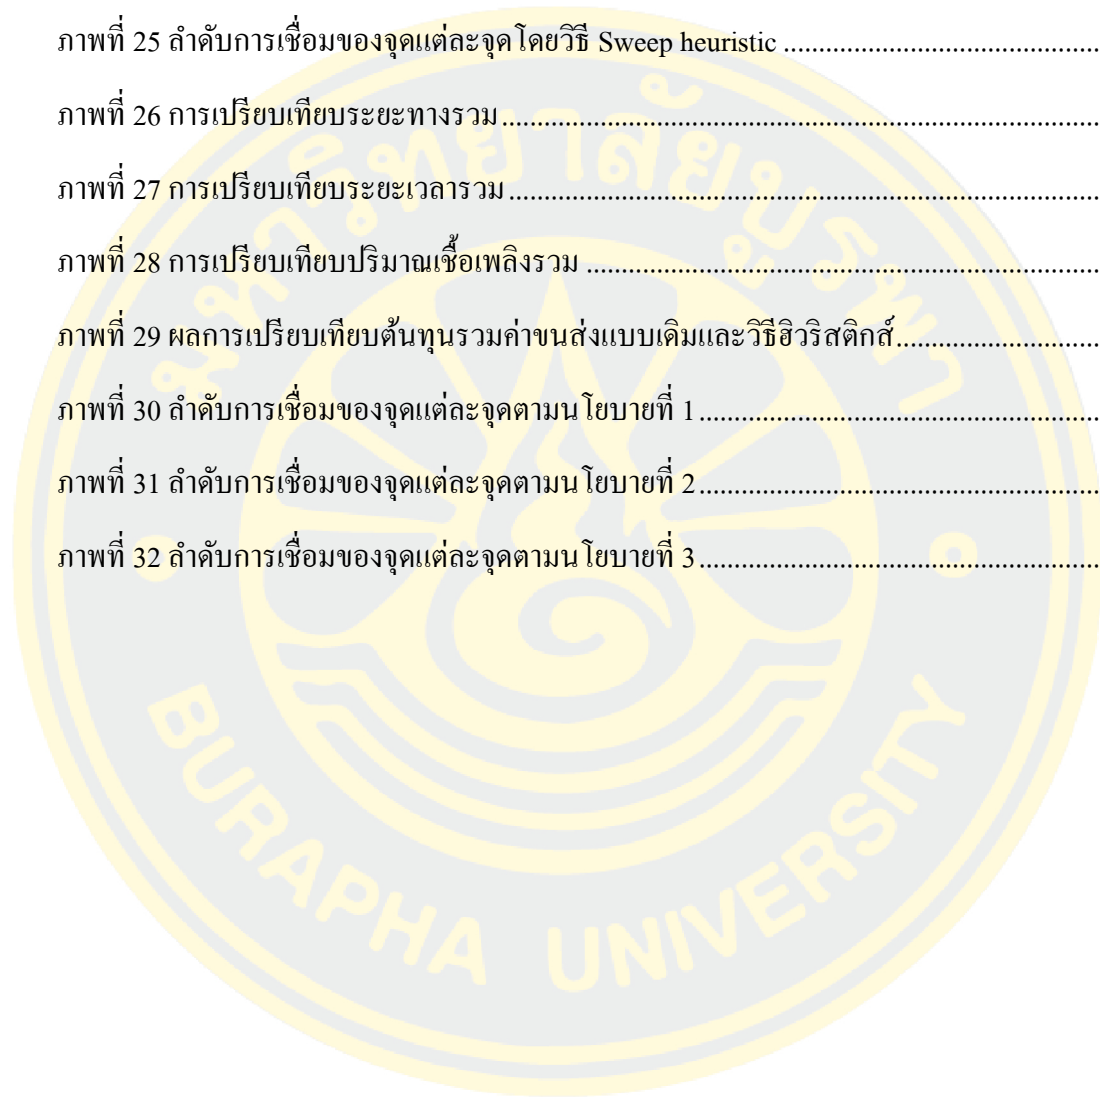 ภาพที่ 25 ลำดับการเชื่อมของจุดแต่ละจุดโดยวิธี Sweep heuristic ..............................................
ภาพที่ 26 การเปรียบเทียบระยะทางรวม ......................................................................................
ภาพที่ 27 การเปรียบเทียบระยะเวลารวม .....................................................................................
ภาพที่ 28 การเปรียบเทียบปริมาณเชื้อเพลิงรวม ..........................................................................
ภาพที่ 29 ผลการเปรียบเทียบต้นทุนรวมค่าขนส่งแบบเดิมและวิธีฮิวริสติกส์.............................
ภาพที่ 30 ลำดับการเชื่อมของจุดแต่ละจุดตามนโยบายที่ 1 ..........................................................
ภาพที่ 31 ลำดับการเชื่อมของจุดแต่ละจุดตามนโยบายที่ 2 ..........................................................
ภาพที่ 32 ลำดับการเชื่อมของจุดแต่ละจุดตามนโยบายที่ 3 ..........................................................
มหาวิทยาลัยบูรพา
BURAPHA UNIVERSITY